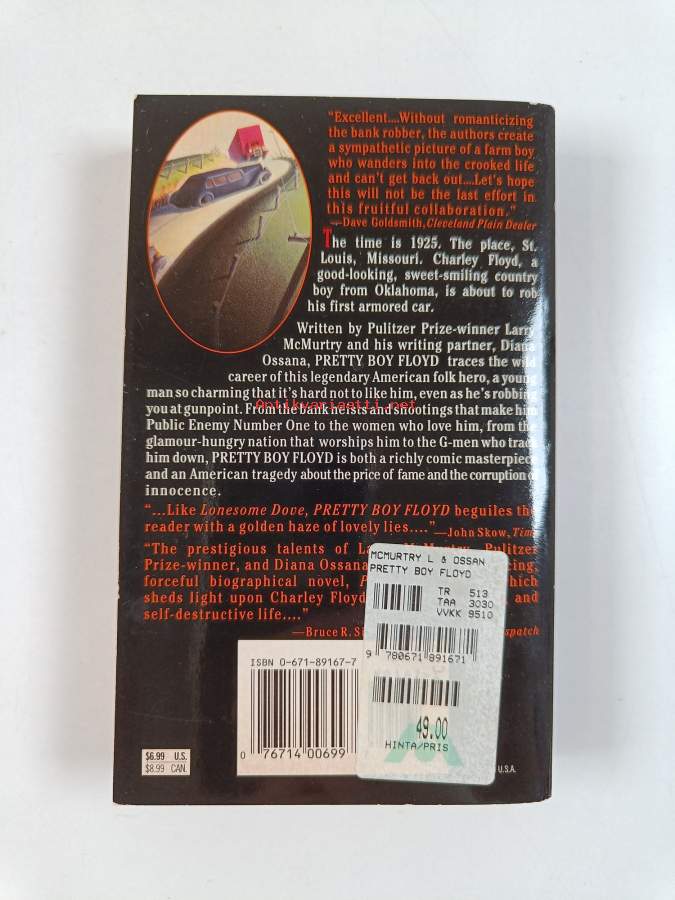 "Excellent....Without romanticizing
the bank robber, the authors create
a sympathetic picture of a farm boy
who wanders into the crooked life
and can't get back out....Let's hope
this will not be the last effort in
this fruitful collaboration."
—Dave Goldsmith, Cleveland Plain Dealer
The time is 1925. The place, St.
Louis, Missouri. Charley Floyd, a
good-looking, sweet-smiling country
boy from Oklahoma, is about to rob
his first armored car.
Written by Pulitzer Prize-winner Larry
McMurtry and his writing partner, Diana
Ossana, PRETTY BOY FLOYD traces the wild
career of this legendary American folk hero, a young
man so charming that it's hard not to like him, even as he's robbing
you at gunpoint. From the bank heists and shootings that make him
Antikvariaatti.net
Public Enemy Number One to the women who love him, from the
glamour-hungry nation that worships him to the G-men who track
him down, PRETTY BOY FLOYD is both a richly comic masterpiece
and an American tragedy about the price of fame and the corruption of
innocence.
"...Like Lonesome Dove, PRETTY BOY FLOYD beguiles the
reader with a golden haze of lovely lies...."—John Skow, Time
"The prestigious talents of Larry McMurtry, Pulitzer
Prize-winner, and Diana Ossana
forceful biographical novel, which
sheds light upon Charley Floyd and
self-destructive life...."
—Bruce R.
MCMURTRY L & OSSAN
PRETTY BOY FLOYD
TR 513
TAA 3030
VVKK 9510
9 780671 891671
49.00
HINTA/PRIS
ISBN 0-671-89167-7
0 76714 00699
$6.99 U.S.
$8.99 CAN.
U.S.A.